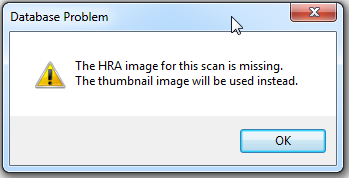 Database Problem
The HRA image for this scan is missing.
The thumbnail image will be used instead.
OK